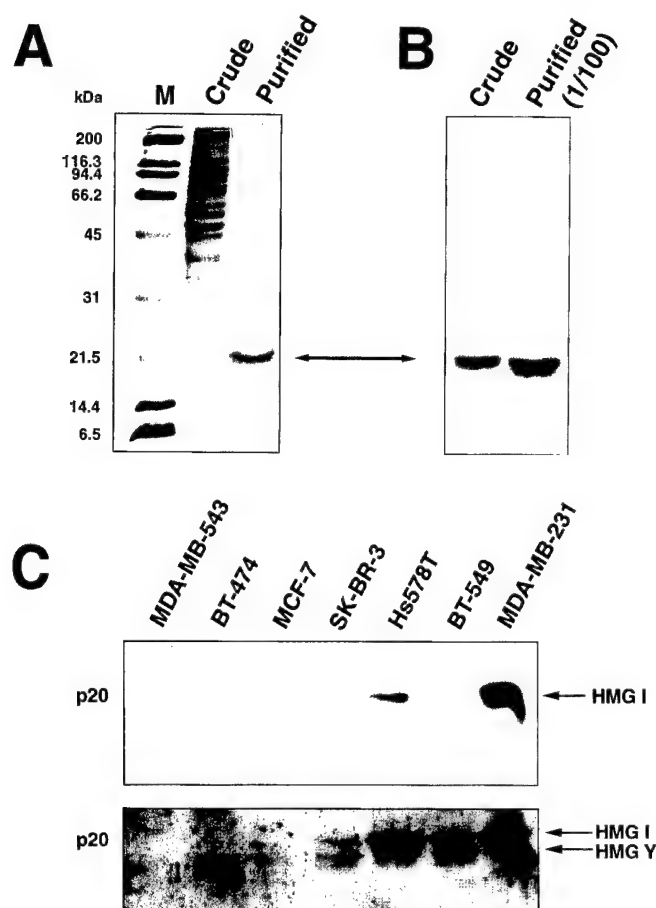 A
B
kDa
M
Crude
Purified
Crude
Purified
(1/100)
200
116.3
94.4
66.2
45
31
21.5
14.4
6.5
C
MDA-MB-543
BT-474
MCF-7
SK-BR-3
Hs578T
BT-549
MDA-MB-231
p20
HMG I
p20
HMG I
HMG Y